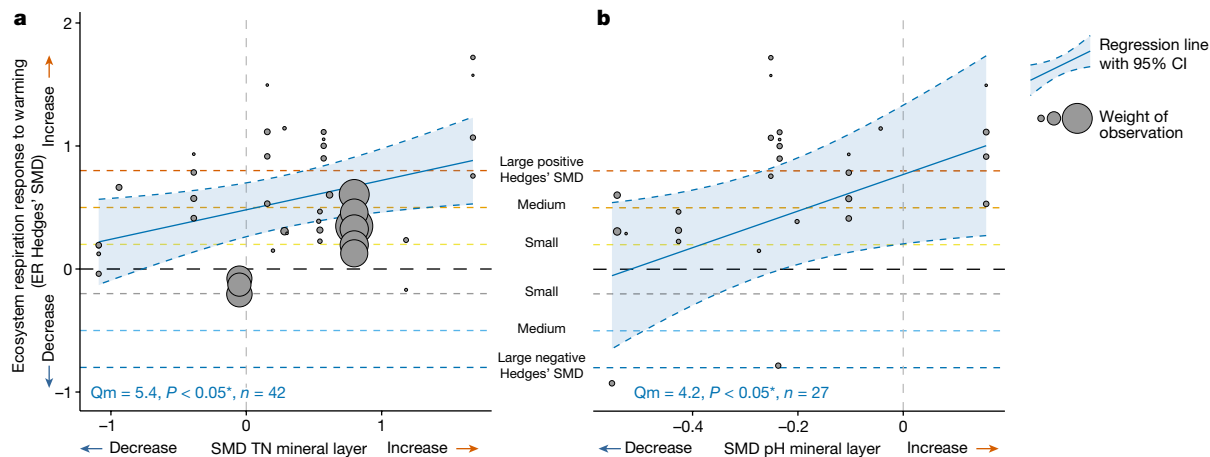 a
b
Ecosystem respiration response to warming
(ER Hedges' SMD)
Decrease
Increase
2
1
0
−1
Large positive
Hedges' SMD
Medium
Small
Small
Medium
Large negative
Hedges' SMD
Regression line
with 95% CI
Weight of
observation
Qm = 5.4, P < 0.05*, n = 42
Qm = 4.2, P < 0.05*, n = 27
−1
0
1
−0.4
−0.2
0
Decrease
SMD TN mineral layer
Increase
Decrease
SMD pH mineral layer
Increase